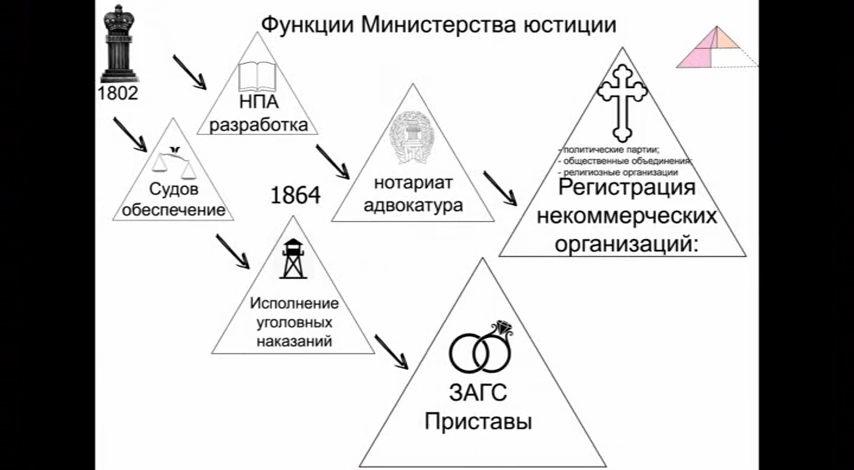 Функции Министерства юстиции
1802
НПА
разработка
Судов
обеспечение
1864
нотариат
адвокатура
- политические партии;
- общественные объединения;
- религиозные организации
Регистрация
некоммерческих
организаций:
Исполнение
уголовных
наказаний
ЗАГС
Приставы